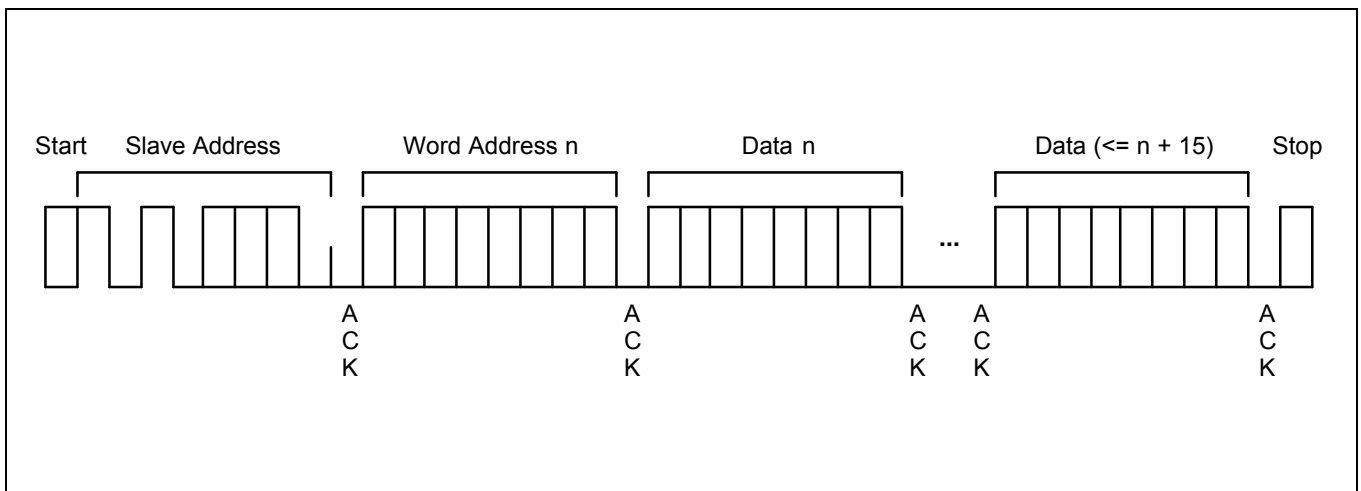 Start Slave Address Word Address n Data n Data (<= n + 15) Stop
...
A A A A A
C C C C C
K K K K K